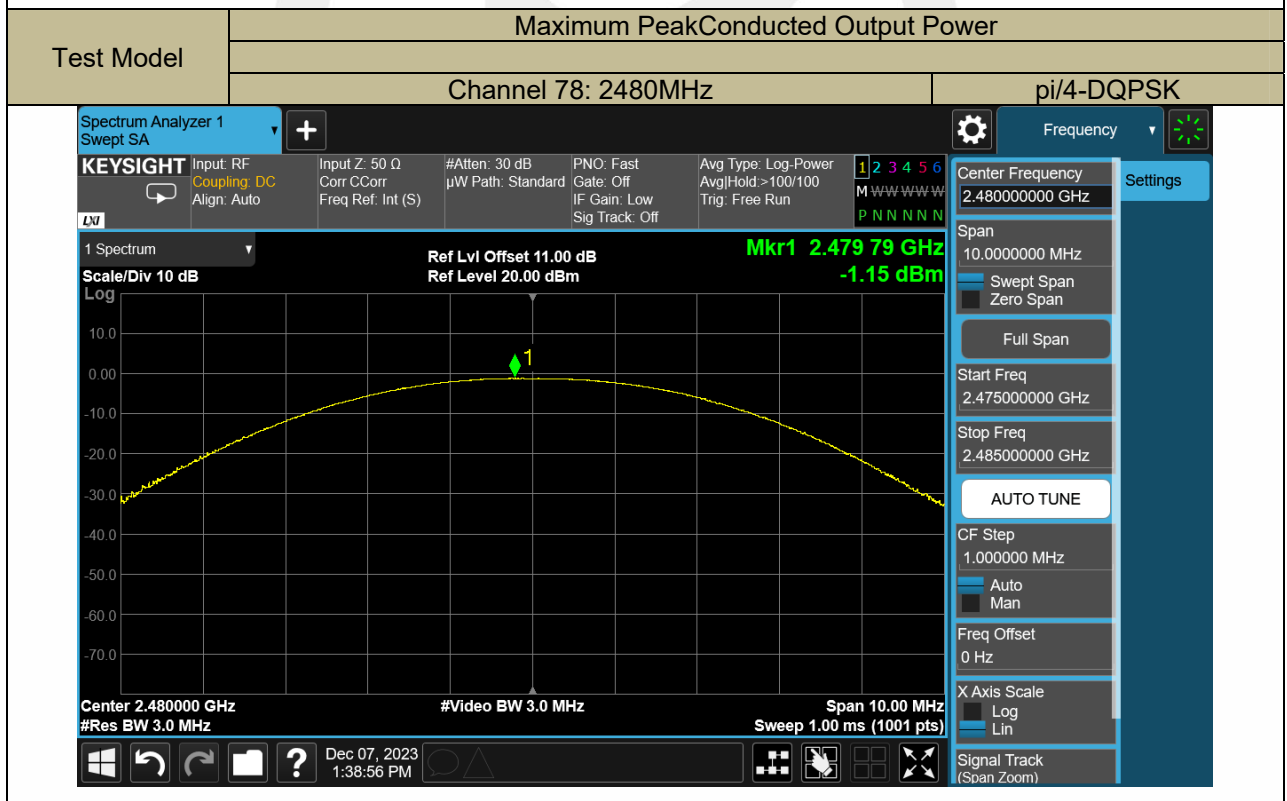 Test Model
Maximum PeakConducted Output Power
Channel 78: 2480MHz
pi/4-DQPSK
Spectrum Analyzer 1
Swept SA
Frequency
KEYSIGHT
LXI
Input: RF
Coupling: DC
Align: Auto
Input Z: 50 Ω
Corr CCorr
Freq Ref: Int (S)
#Atten: 30 dB
µW Path: Standard
PNO: Fast
Gate: Off
IF Gain: Low
Sig Track: Off
Avg Type: Log-Power
Avg|Hold:>100/100
Trig: Free Run
1 2 3 4 5 6
M W W W W W
P N N N N N
1 Spectrum
Scale/Div 10 dB
Ref Lvl Offset 11.00 dB
Ref Level 20.00 dBm
Mkr1 2.479 79 GHz
-1.15 dBm
Log
10.0
0.00
-10.0
-20.0
-30.0
-40.0
-50.0
-60.0
-70.0
1
Center 2.480000 GHz
#Res BW 3.0 MHz
#Video BW 3.0 MHz
Span 10.00 MHz
Sweep 1.00 ms (1001 pts)
Settings
Center Frequency
2.480000000 GHz
Span
10.0000000 MHz
Swept Span
Zero Span
Full Span
Start Freq
2.475000000 GHz
Stop Freq
2.485000000 GHz
AUTO TUNE
CF Step
1.000000 MHz
Auto
Man
Freq Offset
0 Hz
X Axis Scale
Log
Lin
Signal Track
(Span Zoom)
?
Dec 07, 2023
1:38:56 PM